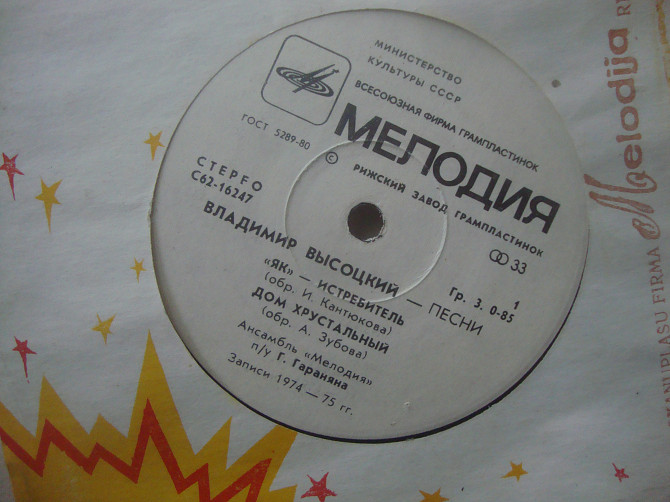 МИНИСТЕРСТВО
КУЛЬТУРЫ СССР
ВСЕСОЮЗНАЯ ФИРМА ГРАМПЛАСТИНОК
МЕЛОДИЯ
© РИЖСКИЙ ЗАВОД ГРАМПЛАСТИНОК
ГОСТ 5289-80
СТЕРЕО
С62-16247
33
1
Гр. 3. 0-85
ВЛАДИМИР ВЫСОЦКИЙ — ПЕСНИ
«ЯК» — ИСТРЕБИТЕЛЬ
(обр. И. Кантюкова)
ДОМ ХРУСТАЛЬНЫЙ
(обр. А. Зубова)
Ансамбль «Мелодия»
п/у Г. Гараняна
Записи 1974 — 75 гг.
Melodija
FIRMA